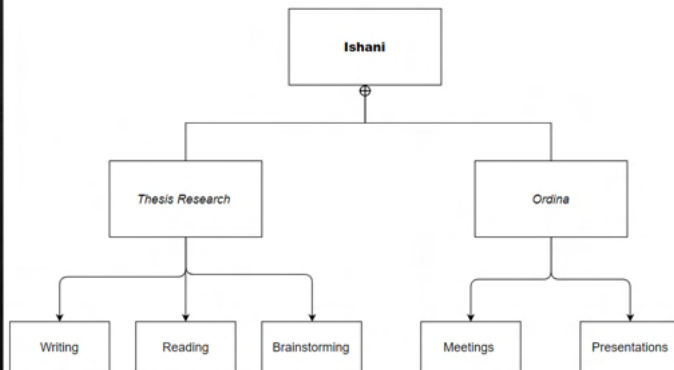 Ishani
Thesis Research
Ordina
Writing
Reading
Brainstorming
Meetings
Presentations